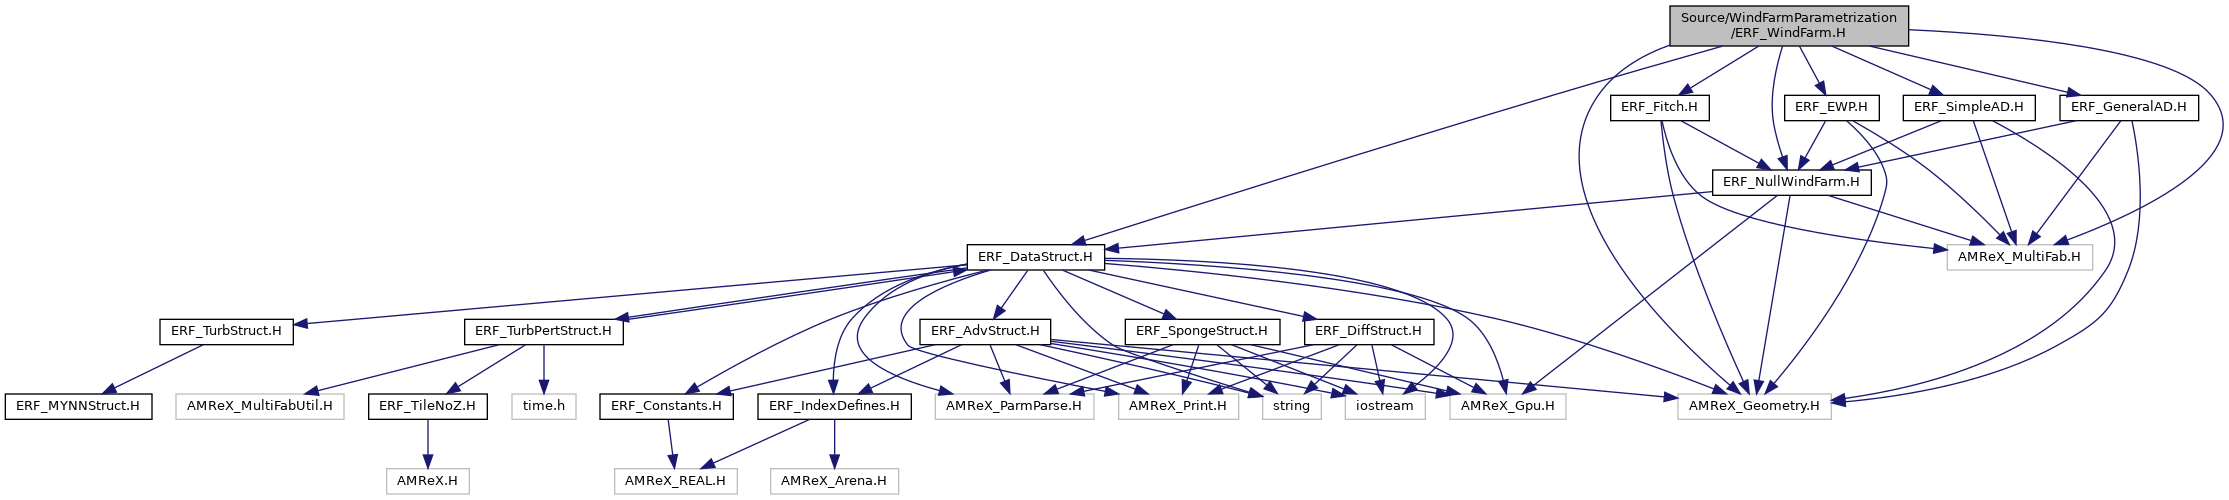 Source/WindFarmParametrization
/ERF_WindFarm.H
ERF_Fitch.H
ERF_EWP.H
ERF_SimpleAD.H
ERF_GeneralAD.H
ERF_NullWindFarm.H
ERF_DataStruct.H
AMReX_MultiFab.H
ERF_TurbStruct.H
ERF_TurbPertStruct.H
ERF_AdvStruct.H
ERF_SpongeStruct.H
ERF_DiffStruct.H
ERF_MYNNStruct.H
AMReX_MultiFabUtil.H
ERF_TileNoZ.H
time.h
ERF_Constants.H
ERF_IndexDefines.H
AMReX_ParmParse.H
AMReX_Print.H
string
iostream
AMReX_Gpu.H
AMReX_Geometry.H
AMReX.H
AMReX_REAL.H
AMReX_Arena.H